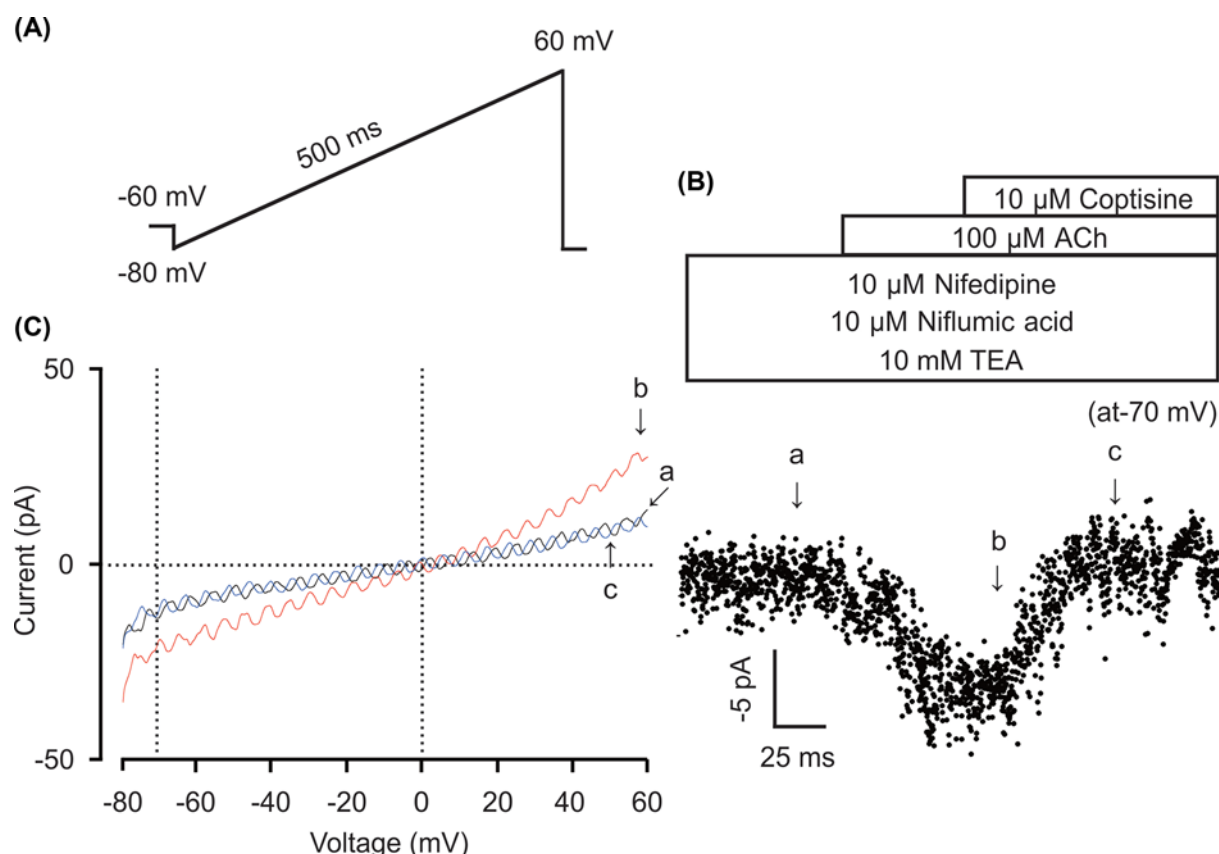 (A)
60 mV
500 ms
-60 mV
-80 mV
(B)
10 µM Coptisine
100 µM ACh
10 µM Nifedipine
10 µM Niflumic acid
10 mM TEA
(at-70 mV)
a
b
c
-5 pA
25 ms
(C)
50
0
-50
Current (pA)
b
a
c
-80 -60 -40 -20 0 20 40 60
Voltage (mV)